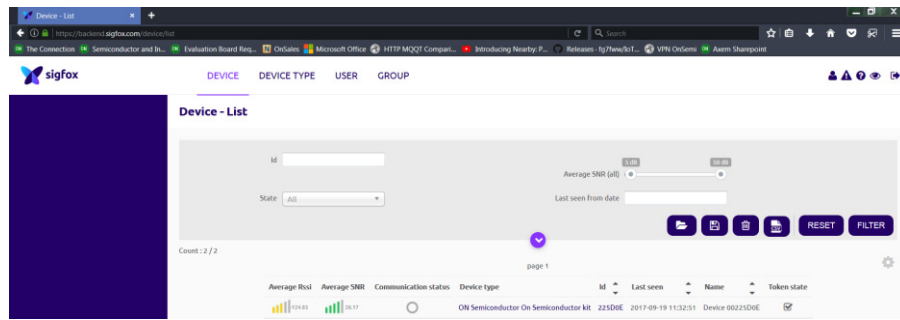 Device - List
https://backend.sigfox.com/device/list
Search
The Connection Semiconductor and In... Evaluation Board Req... OnSales Microsoft Office HTTP MQQT Compari... Introducing Nearby: P... Releases · fg7fww/IoT... VPN OnSemi Axem Sharepoint
sigfox DEVICE DEVICE TYPE USER GROUP
Device - List
Id
5 dB 50 dB
Average SNR (all)
State All Last seen from date
RESET FILTER
Count : 2 / 2
page 1
Average Rssi Average SNR Communication status Device type Id Last seen Name Token state
ON Semiconductor On Semiconductor kit 225D0E 2017-09-19 11:32:51 Device 00225D0E